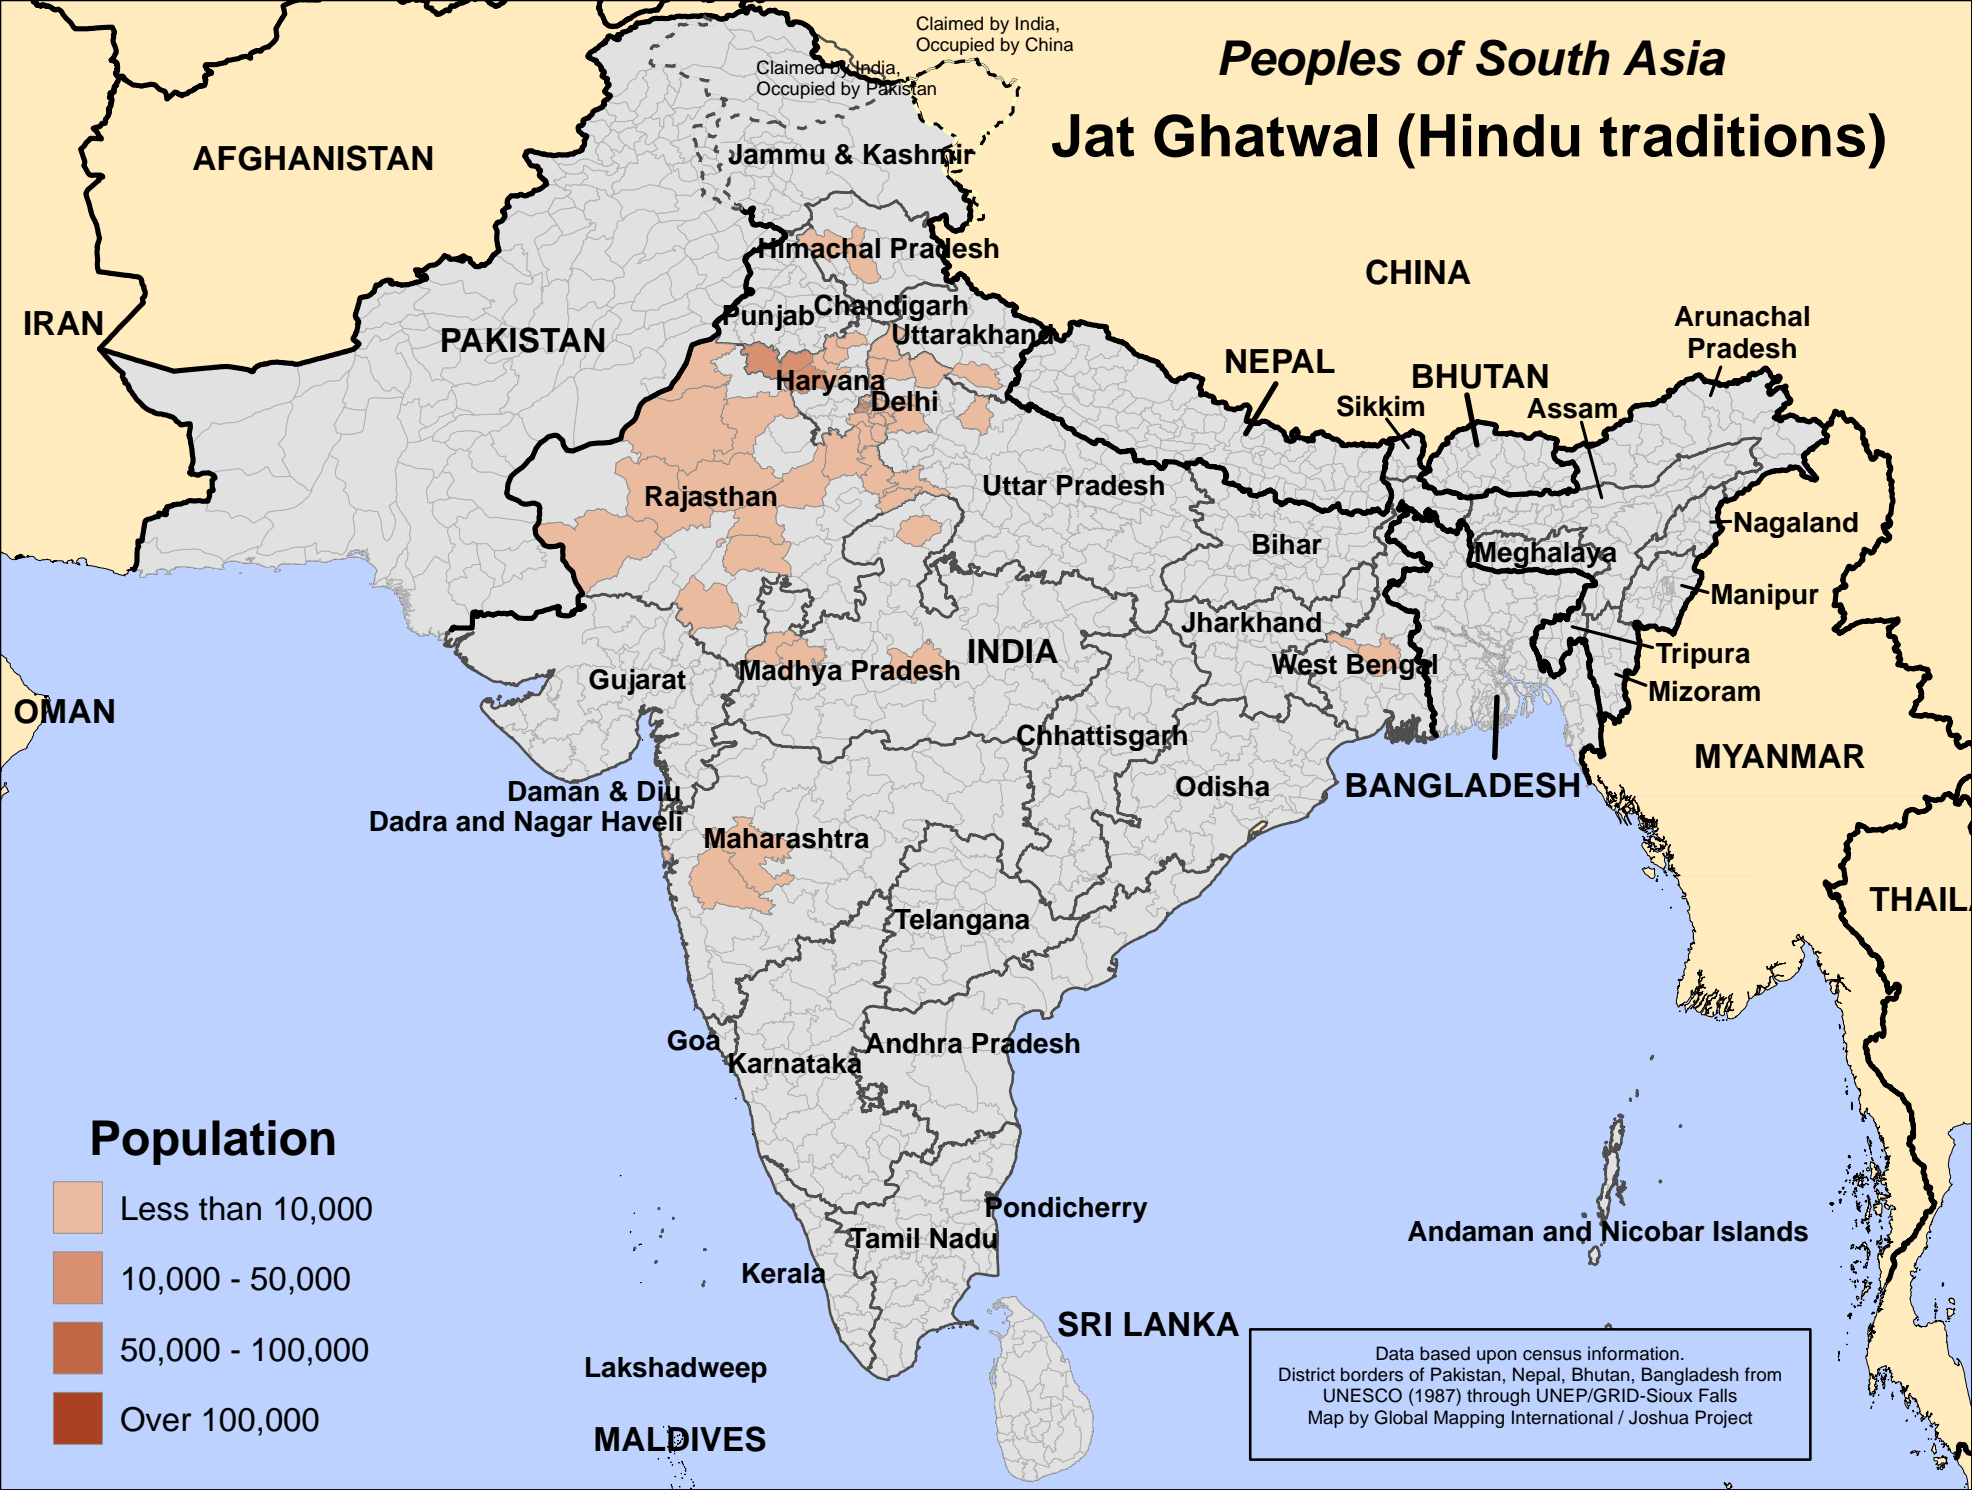 Claimed by India,
Occupied by China
Peoples of South Asia
Claimed by India,
Occupied by Pakistan
Jat Ghatwal (Hindu traditions)
AFGHANISTAN
Jammu & Kashmir
Himachal Pradesh
CHINA
IRAN
Punjab
Chandigarh
Arunachal
Pradesh
PAKISTAN
Uttarakhand
NEPAL
BHUTAN
Haryana
Delhi
Sikkim
Assam
Rajasthan
Uttar Pradesh
Nagaland
Bihar
Meghalaya
Manipur
Jharkhand
INDIA
Tripura
West Bengal
Madhya Pradesh
Gujarat
Mizoram
OMAN
Chhattisgarh
MYANMAR
Odisha
BANGLADESH
Daman & Diu
Dadra and Nagar Haveli
Maharashtra
THAILA
Telangana
Goa
Andhra Pradesh
Karnataka
Population
Less than 10,000
10,000 - 50,000
50,000 - 100,000
Over 100,000
Pondicherry
Tamil Nadu
Andaman and Nicobar Islands
Kerala
SRI LANKA
Lakshadweep
MALDIVES
Data based upon census information.
District borders of Pakistan, Nepal, Bhutan, Bangladesh from
UNESCO (1987) through UNEP/GRID-Sioux Falls
Map by Global Mapping International / Joshua Project